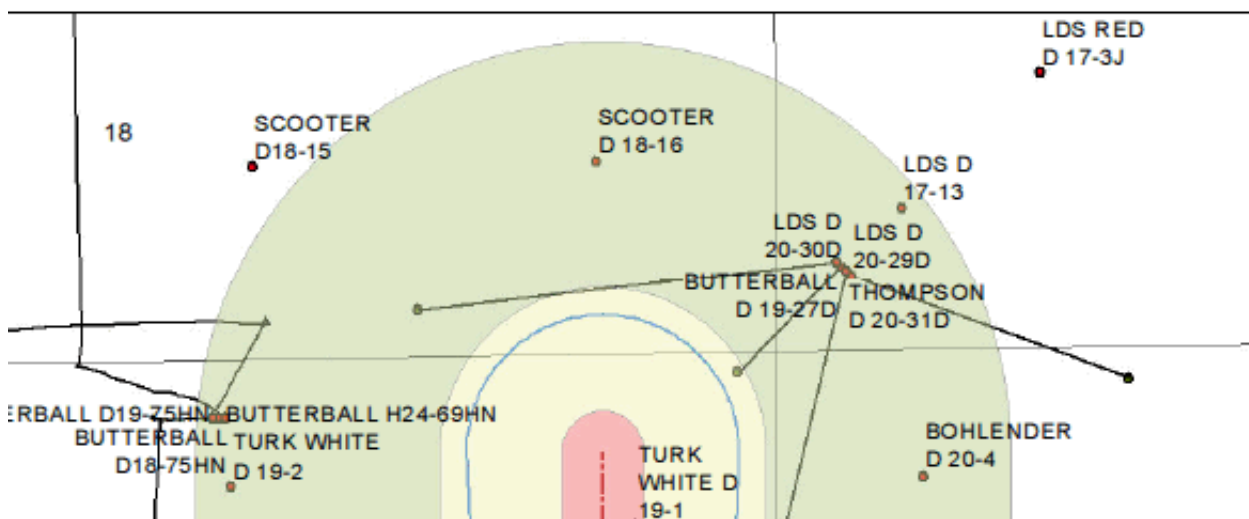 LDS RED
D 17-3J
18
SCOOTER
D18-15
SCOOTER
D 18-16
LDS D
17-13
LDS D
20-30D
LDS D
20-29D
BUTTERBALL
D 19-27D
THOMPSON
D 20-31D
ERBALL D19-75HN
BUTTERBALL H24-69HN
BUTTERBALL
D18-75HN
TURK WHITE
D 19-2
BOHLENDER
D 20-4
TURK
WHITE D
19-1